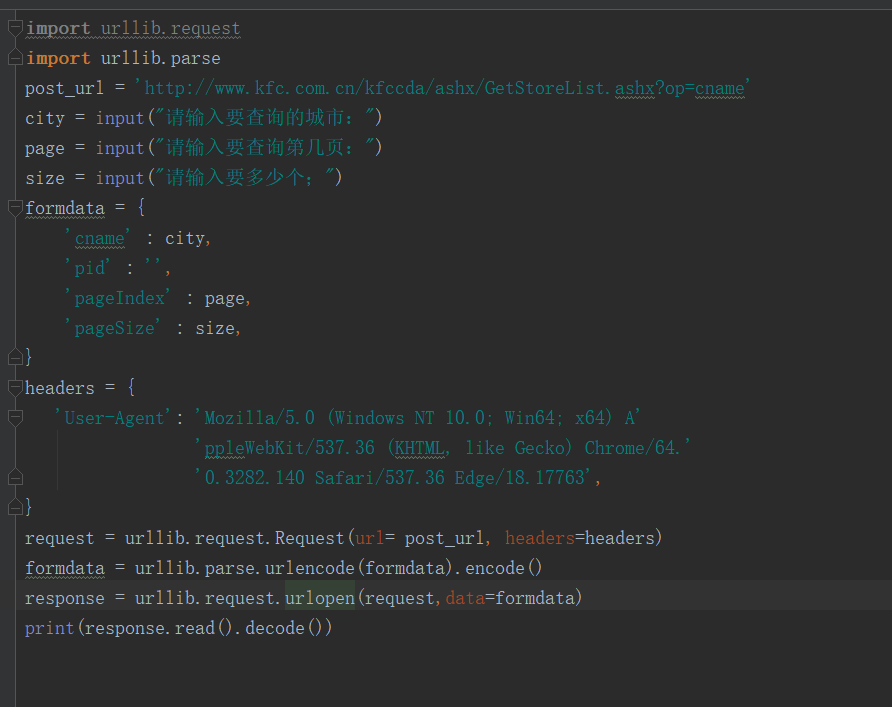 import urllib.request
import urllib.parse
post_url = 'http://www.kfc.com.cn/kfccda/ashx/GetStoreList.ashx?op=cname'
city = input("请输入要查询的城市: ")
page = input("请输入要查询第几页: ")
size = input("请输入要多少个; ")
formdata = {
    'cname' : city,
    'pid' : '',
    'pageIndex' : page,
    'pageSize' : size,
}
headers = {
   'User-Agent': 'Mozilla/5.0 (Windows NT 10.0; Win64; x64) A'
                 'ppleWebKit/537.36 (KHTML, like Gecko) Chrome/64.'
                 '0.3282.140 Safari/537.36 Edge/18.17763',
}
request = urllib.request.Request(url= post_url, headers=headers)
formdata = urllib.parse.urlencode(formdata).encode()
response = urllib.request.urlopen(request,data=formdata)
print(response.read().decode())